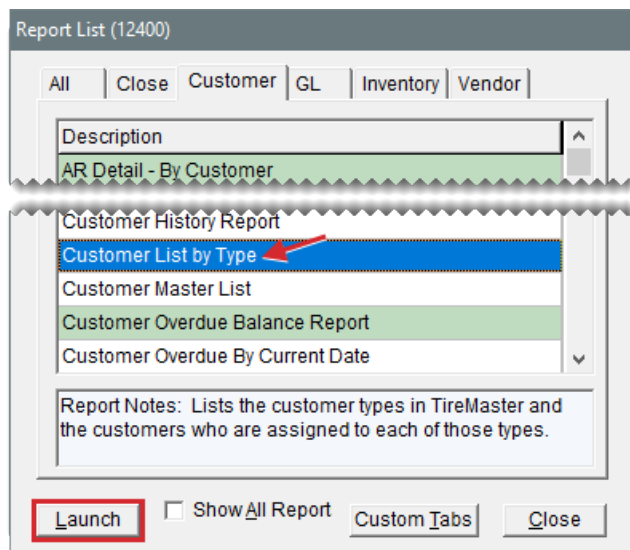 Report List (12400)
All Close Customer GL Inventory Vendor
Description
AR Detail - By Customer
Customer History Report
Customer List by Type
Customer Master List
Customer Overdue Balance Report
Customer Overdue By Current Date
Report Notes: Lists the customer types in TireMaster and
the customers who are assigned to each of those types.
Launch Show All Report Custom Tabs Close